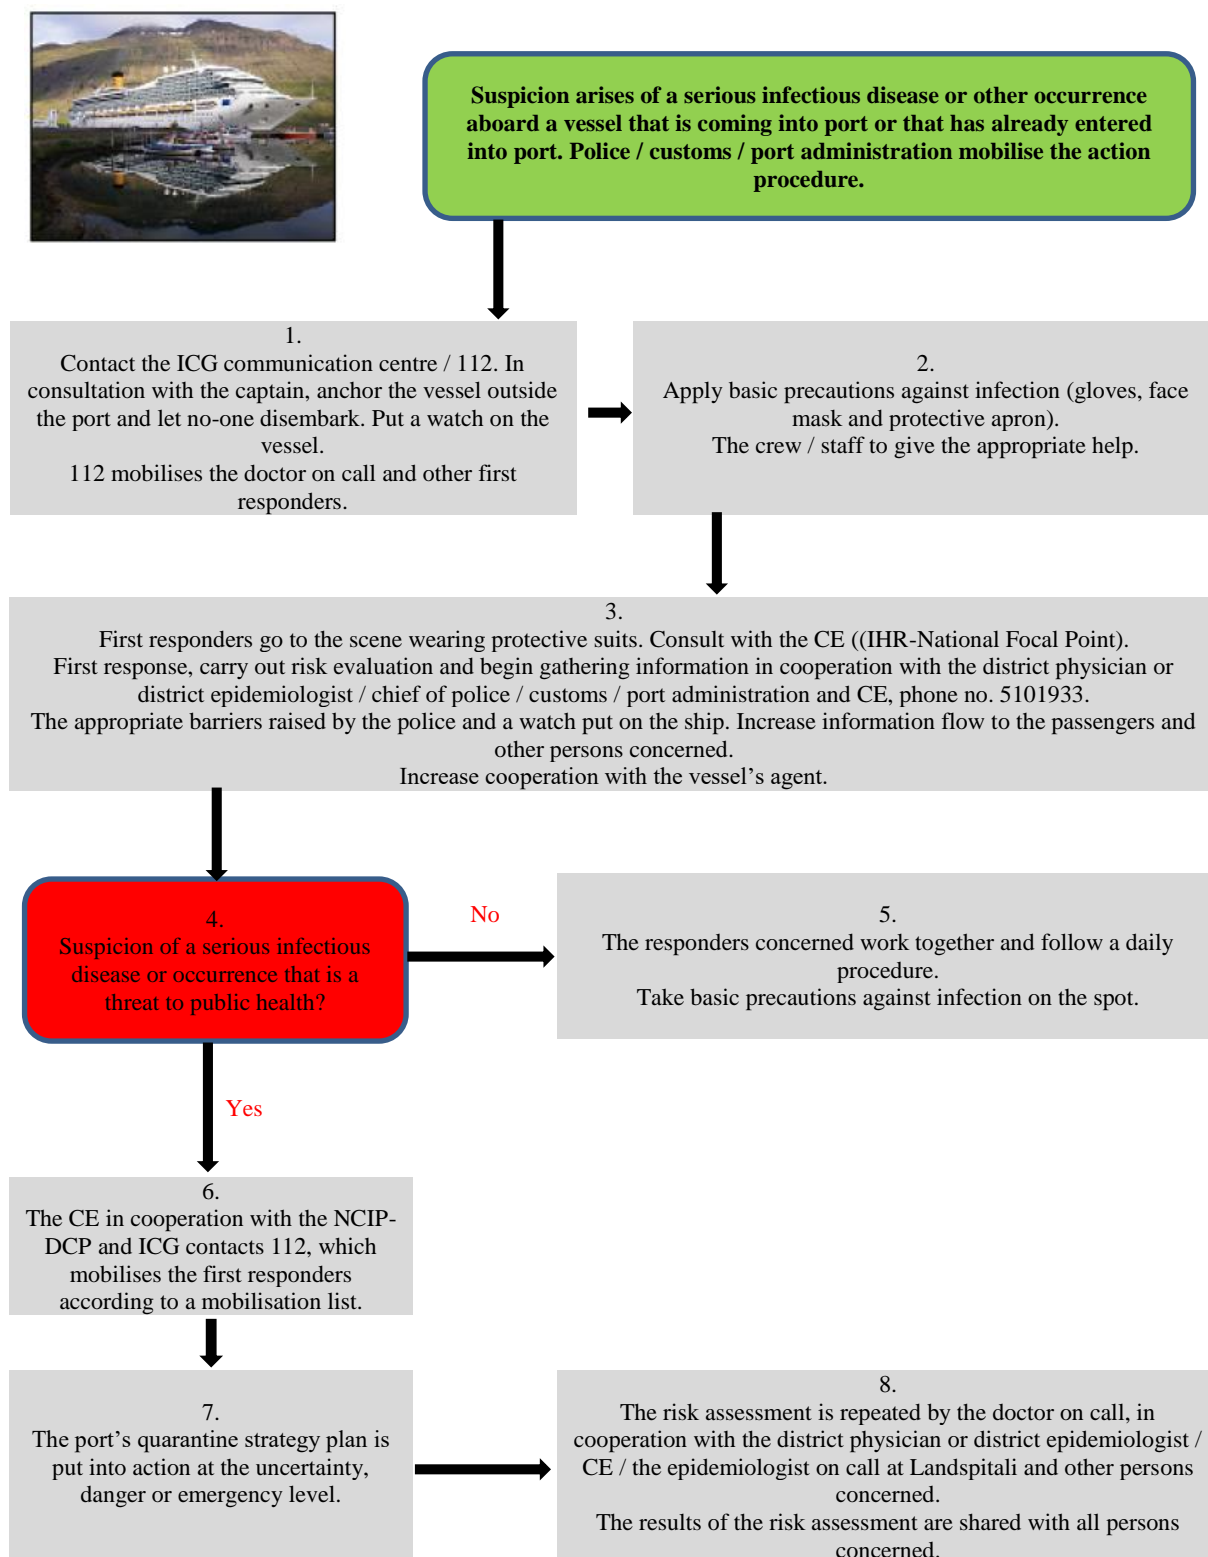 Suspicion arises of a serious infectious disease or other occurrence
aboard a vessel that is coming into port or that has already entered
into port. Police / customs / port administration mobilise the action
procedure.
1.
Contact the ICG communication centre / 112. In
consultation with the captain, anchor the vessel outside
the port and let no-one disembark. Put a watch on the
vessel.
112 mobilises the doctor on call and other first
responders.
2.
Apply basic precautions against infection (gloves, face
mask and protective apron).
The crew / staff to give the appropriate help.
3.
First responders go to the scene wearing protective suits. Consult with the CE ((IHR-National Focal Point).
First response, carry out risk evaluation and begin gathering information in cooperation with the district physician or
district epidemiologist / chief of police / customs / port administration and CE, phone no. 5101933.
The appropriate barriers raised by the police and a watch put on the ship. Increase information flow to the passengers and
other persons concerned.
Increase cooperation with the vessel’s agent.
4.
Suspicion of a serious infectious
disease or occurrence that is a
threat to public health?
No
5.
The responders concerned work together and follow a daily
procedure.
Take basic precautions against infection on the spot.
Yes
6.
The CE in cooperation with the NCIP-
DCP and ICG contacts 112, which
mobilises the first responders
according to a mobilisation list.
7.
The port’s quarantine strategy plan is
put into action at the uncertainty,
danger or emergency level.
8.
The risk assessment is repeated by the doctor on call, in
cooperation with the district physician or district epidemiologist /
CE / the epidemiologist on call at Landspitali and other persons
concerned.
The results of the risk assessment are shared with all persons
concerned.